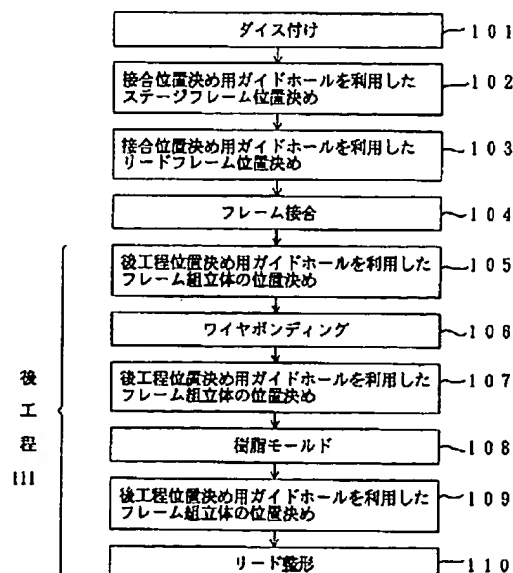 ダイス付け
101
接合位置決め用ガイドホールを利用した
ステージフレーム位置決め
102
接合位置決め用ガイドホールを利用した
リードフレーム位置決め
103
フレーム接合
104
後工程位置決め用ガイドホールを利用した
フレーム組立体の位置決め
105
ワイヤボンディング
106
後工程位置決め用ガイドホールを利用した
フレーム組立体の位置決め
107
樹脂モールド
108
後工程位置決め用ガイドホールを利用した
フレーム組立体の位置決め
109
リード整形
110
後
工
程
111